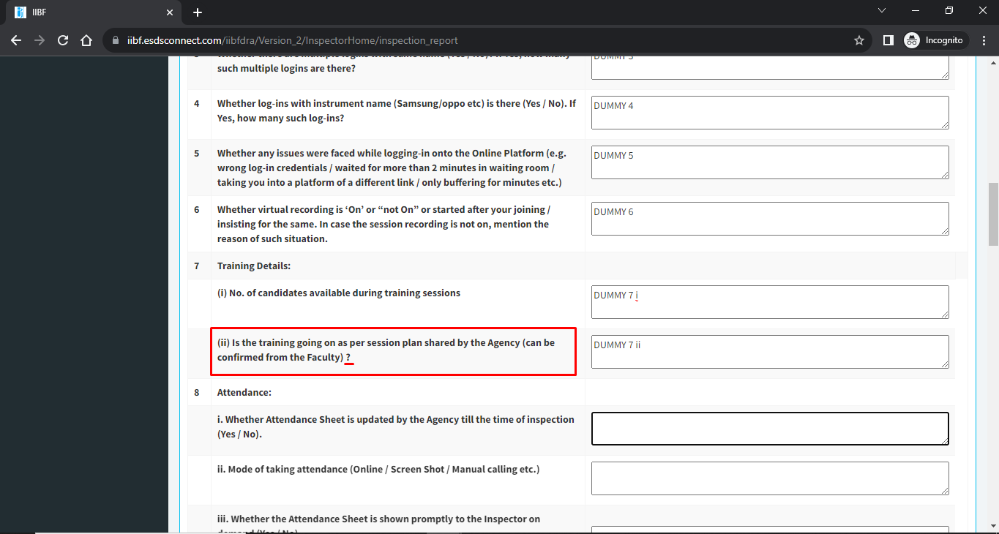 IIBF
iibf.esdsconnect.com/iibfdra/Version_2/InspectorHome/inspection_report
Incognito
such multiple logins are there?
DUMMY 3
4
Whether log-ins with instrument name (Samsung/oppo etc) is there (Yes / No). If
Yes, how many such log-ins?
DUMMY 4
5
Whether any issues were faced while logging-in onto the Online Platform (e.g.
wrong log-in credentials / waited for more than 2 minutes in waiting room /
taking you into a platform of a different link / only buffering for minutes etc.)
DUMMY 5
6
Whether virtual recording is ‘On’ or “not On” or started after your joining /
insisting for the same. In case the session recording is not on, mention the
reason of such situation.
DUMMY 6
7
Training Details:
(i) No. of candidates available during training sessions
DUMMY 7 i
(ii) Is the training going on as per session plan shared by the Agency (can be
confirmed from the Faculty) ?
DUMMY 7 ii
8
Attendance:
i. Whether Attendance Sheet is updated by the Agency till the time of inspection
(Yes / No).
ii. Mode of taking attendance (Online / Screen Shot / Manual calling etc.)
iii. Whether the Attendance Sheet is shown promptly to the Inspector on
demand (Yes / No)